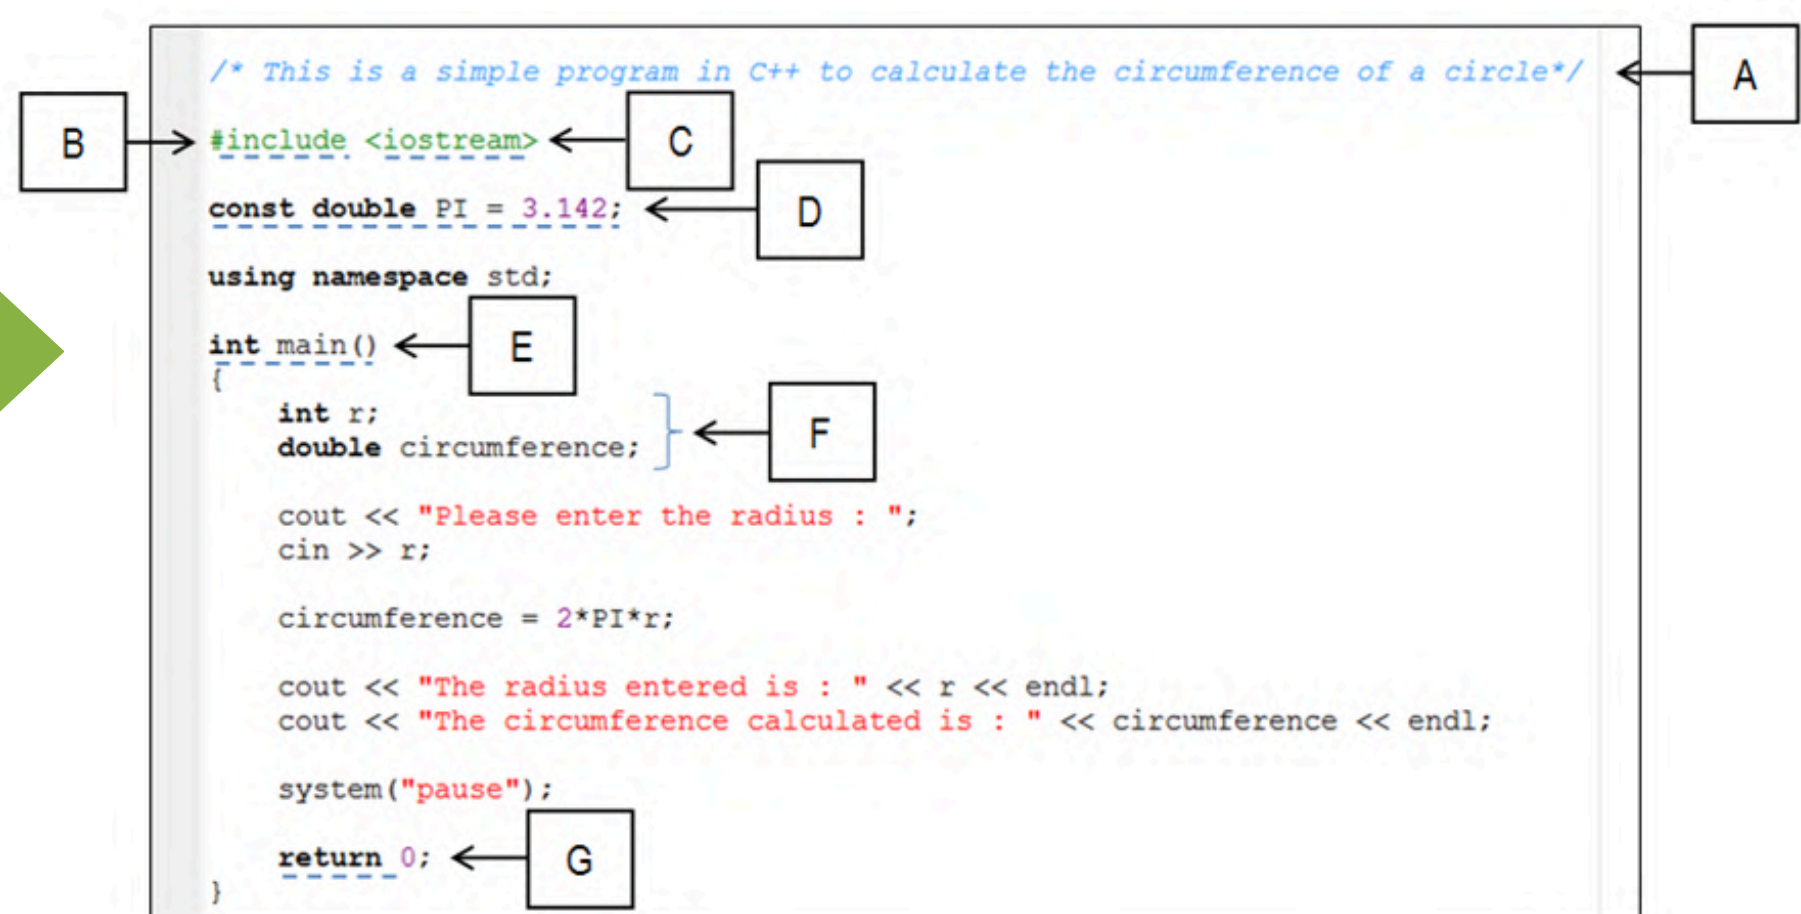 /* This is a simple program in C++ to calculate the circumference of a circle*/ A
B #include <iostream> C
const double PI = 3.142; D
using namespace std;
int main() E
{
int r;
double circumference; F
cout << "Please enter the radius : ";
cin >> r;
circumference = 2*PI*r;
cout << "The radius entered is : " << r << endl;
cout << "The circumference calculated is : " << circumference << endl;
system("pause");
return 0; G
}